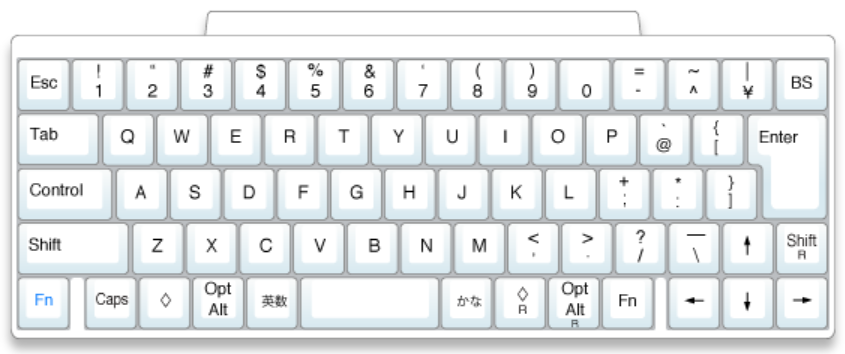 Esc ! 1 " 2 # 3 $ 4 % 5 & 6 ' 7 ( 8 ) 9 0 = - ~ ^ | ¥ BS
Tab Q W E R T Y U I O P ` @ { [ Enter
Control A S D F G H J K L + ; * : } ]
Shift Z X C V B N M < , > . ? / _ \ ↑ Shift R
Fn Caps ◇ Opt Alt 英数 かな ◇ R Opt Alt R Fn ← ↓ →